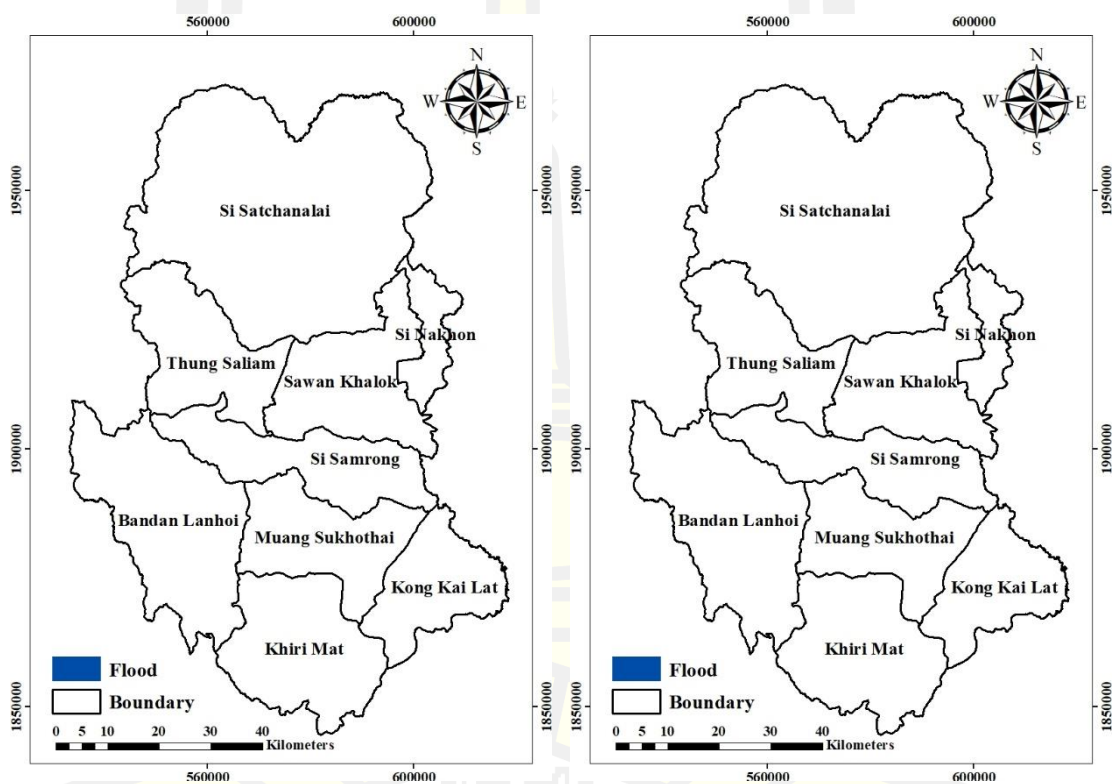 560000 600000
N
W E
S
1950000
1900000
1850000
Si Satchanalai
Si Nakhon
Thung Saliam
Sawan Khalok
Si Samrong
Bandan Lanhoi
Muang Sukhothai
Kong Kai Lat
Khiri Mat
Flood
Boundary
0 5 10 20 30 40
Kilometers
1950000
1900000
1850000
560000 600000
560000 600000
N
W E
S
1950000
1900000
1850000
Si Satchanalai
Si Nakhon
Thung Saliam
Sawan Khalok
Si Samrong
Bandan Lanhoi
Muang Sukhothai
Kong Kai Lat
Khiri Mat
Flood
Boundary
0 5 10 20 30 40
Kilometers
1950000
1900000
1850000
560000 600000